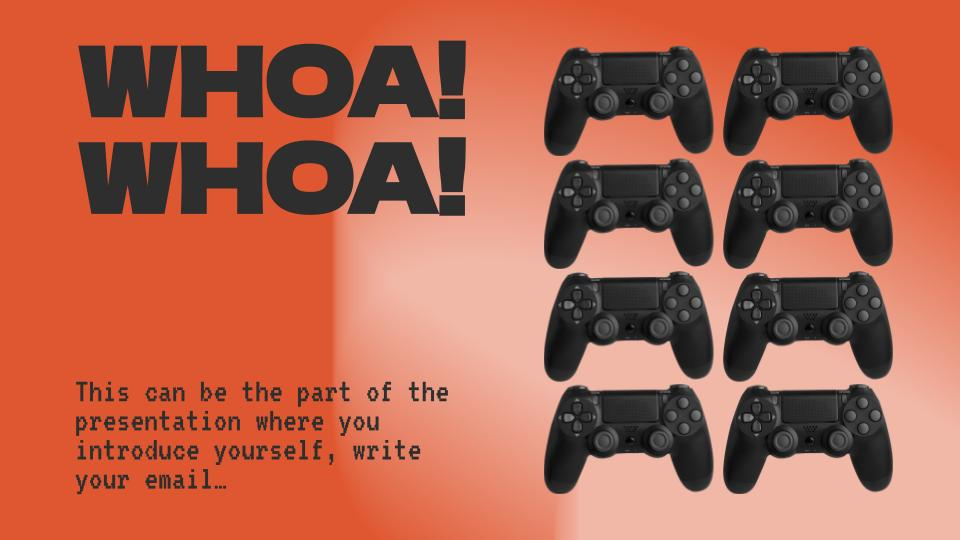 WHOA!
WHOA!
This can be the part of the
presentation where you
introduce yourself, write
your email…